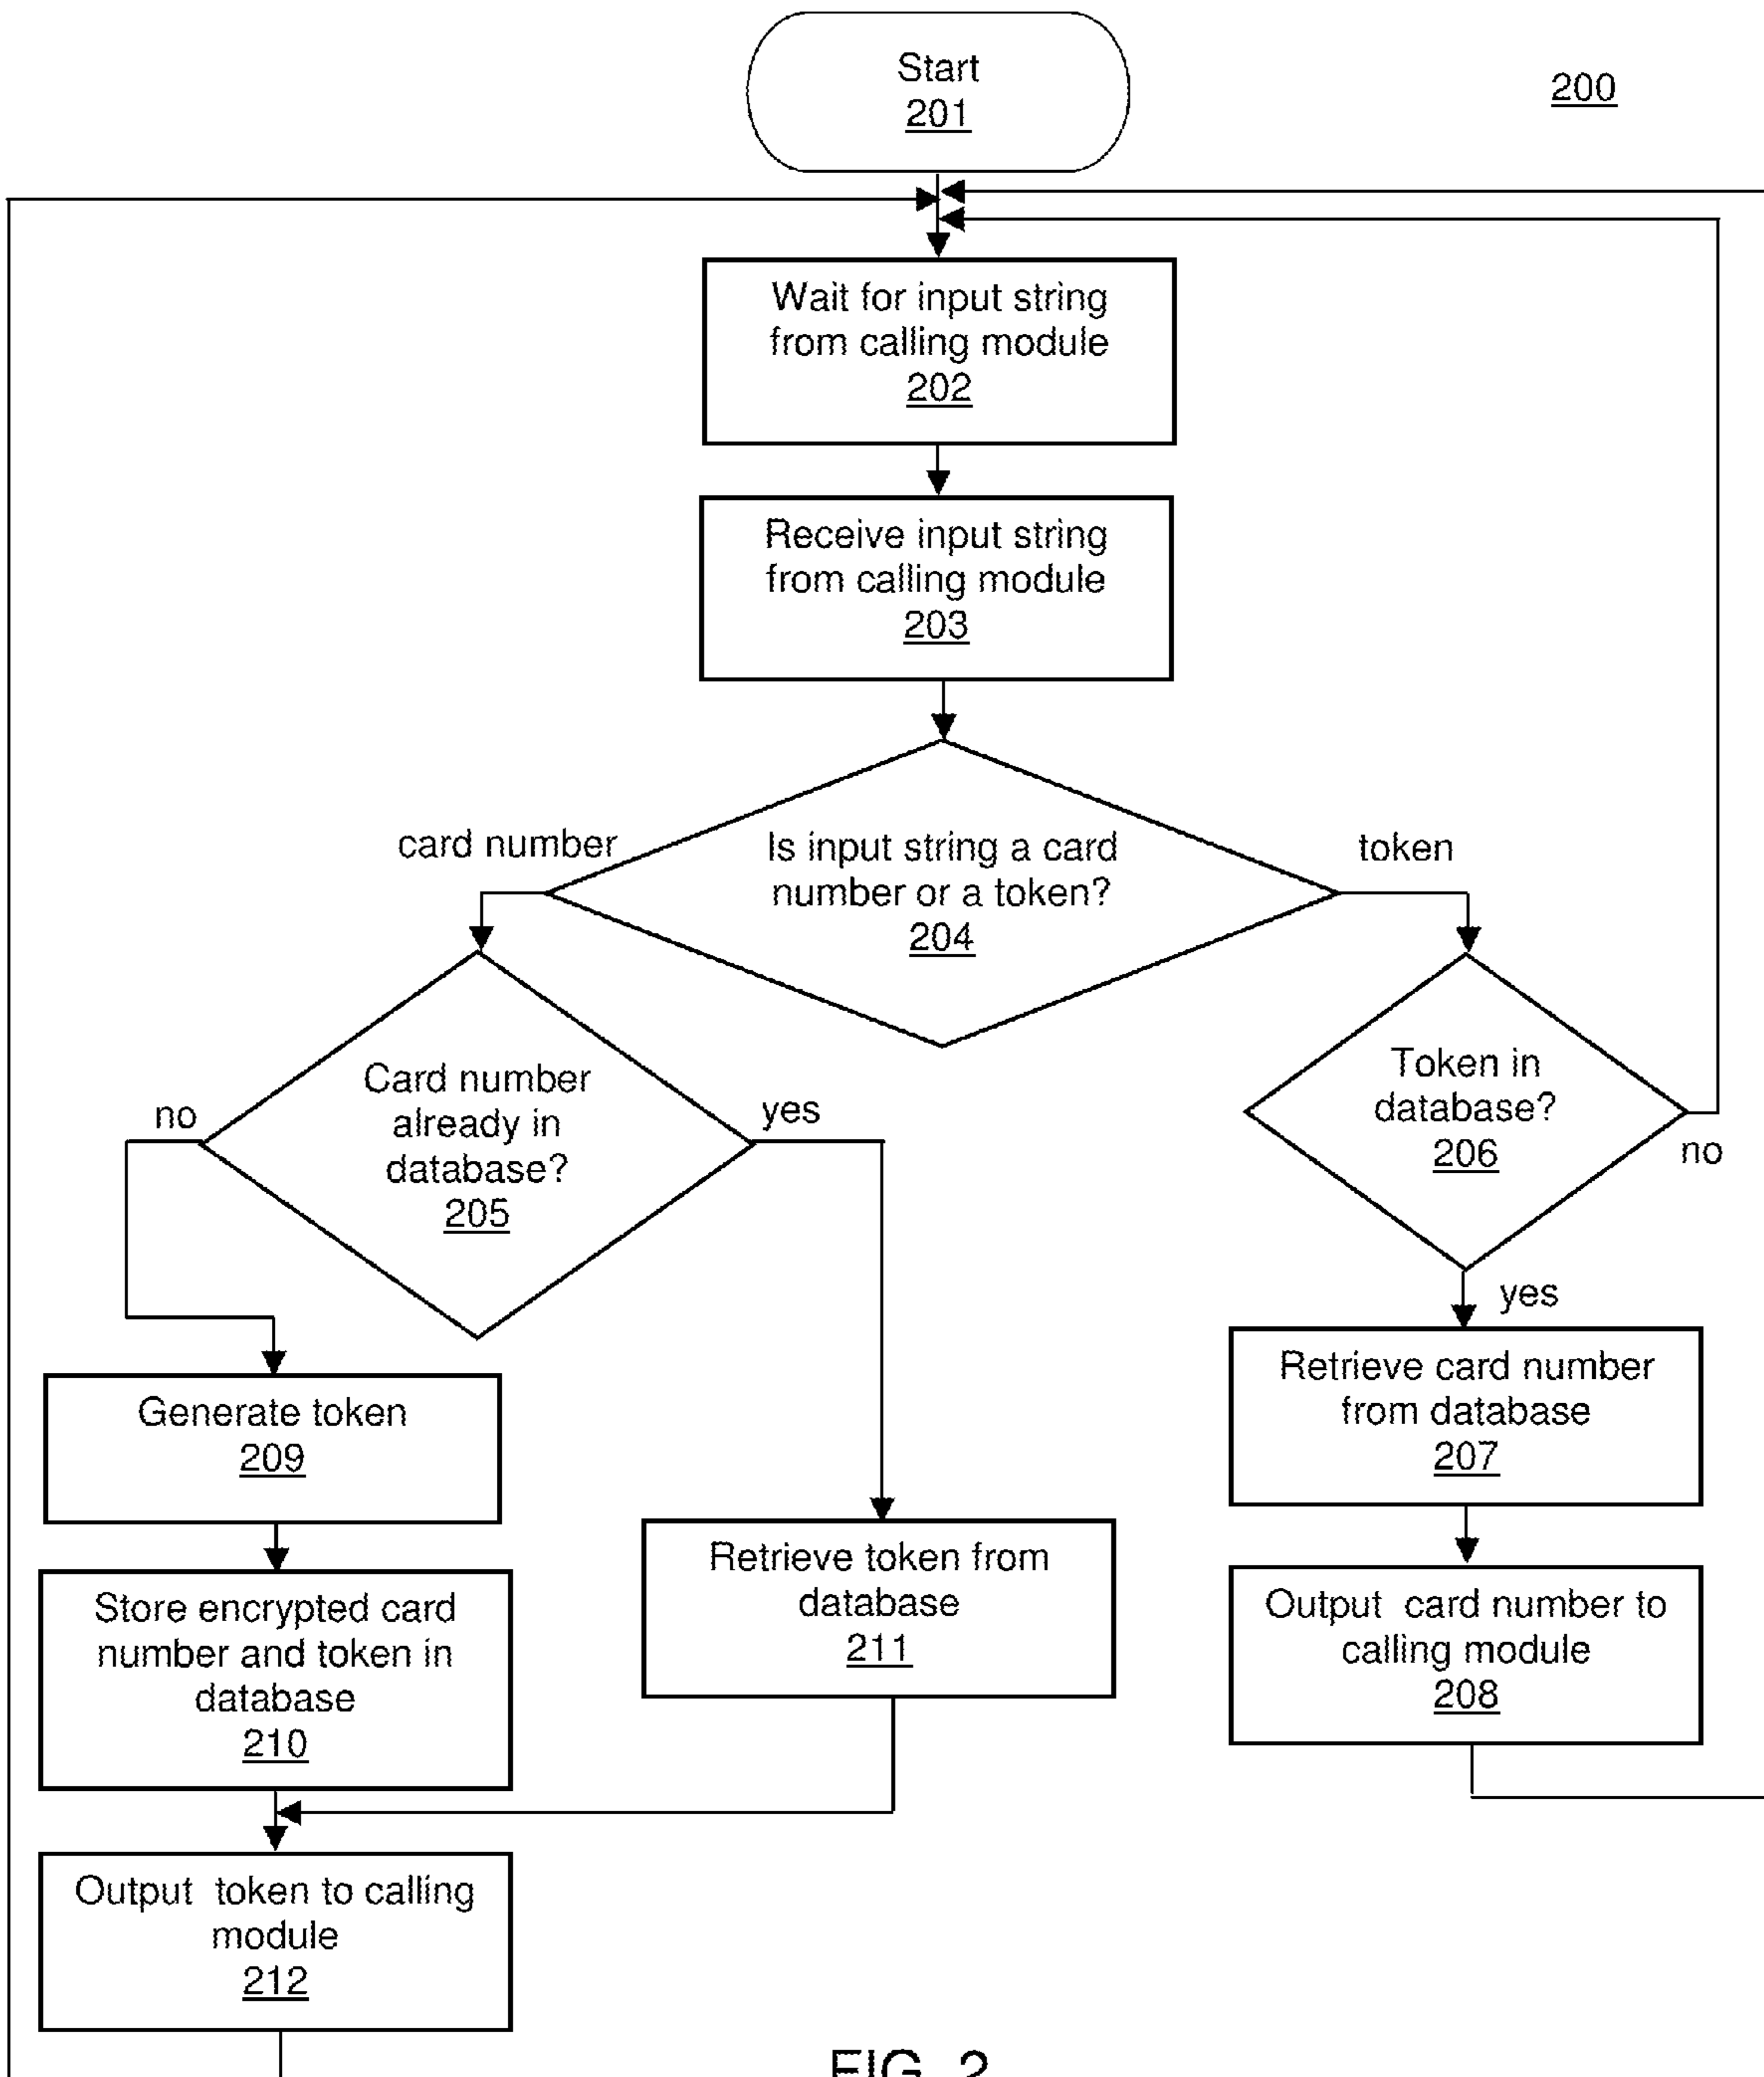 Start
201
200
Wait for input string
from calling module
202
Receive input string
from calling module
203
card number
Is input string a card
number or a token?
204
token
Card number
already in
database?
205
no
yes
Token in
database?
206
no
yes
Generate token
209
Retrieve card number
from database
207
Store encrypted card
number and token in
database
210
Retrieve token from
database
211
Output card number to
calling module
208
Output token to calling
module
212
FIG. 2